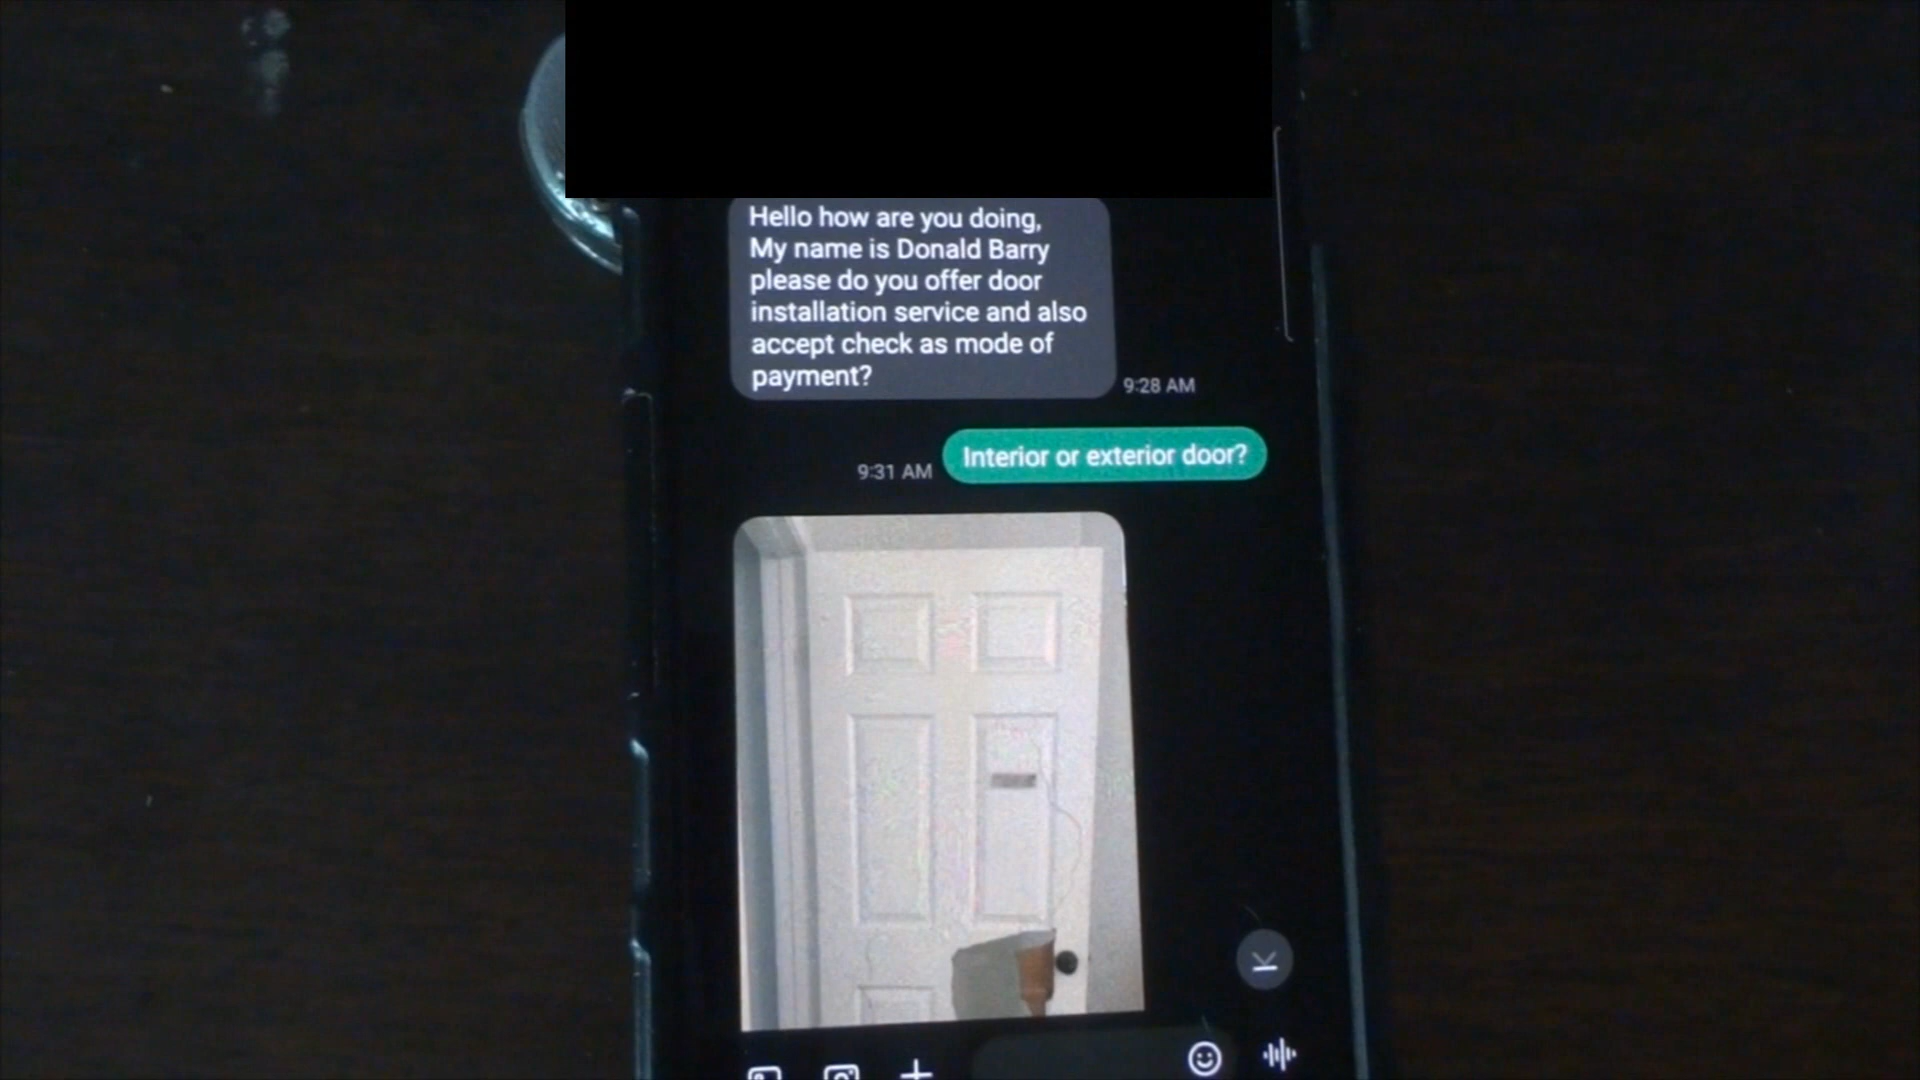 Hello how are you doing,
My name is Donald Barry
please do you offer door
installation service and also
accept check as mode of
payment?
9:28 AM
Interior or exterior door?
9:31 AM